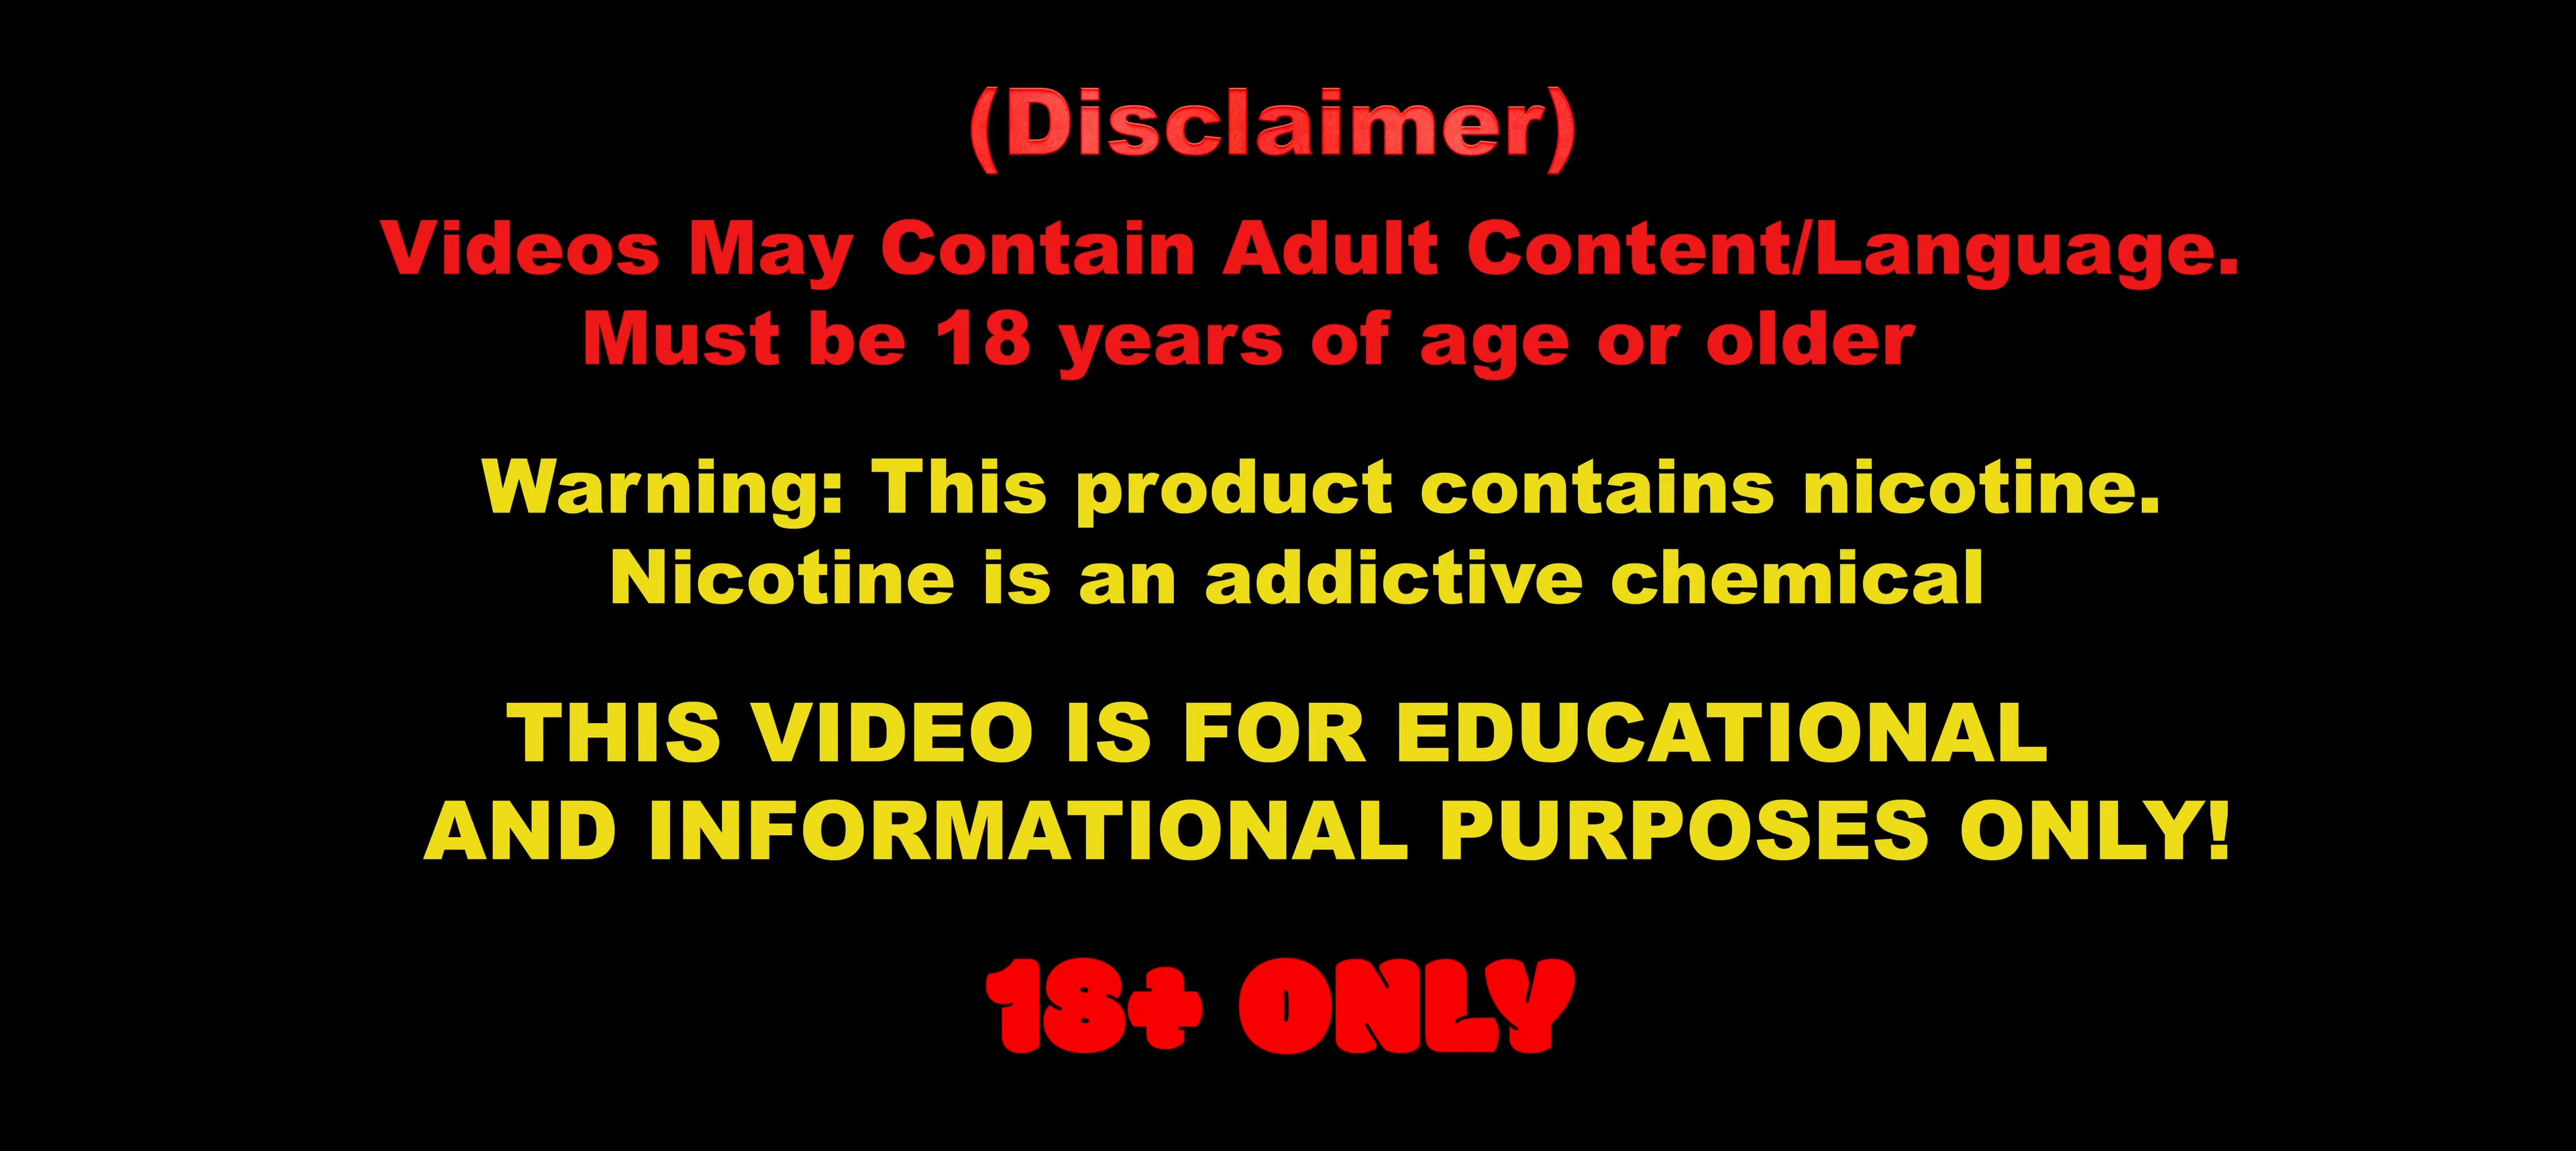 (Disclaimer)
Videos May Contain Adult Content/Language.
Must be 18 years of age or older
Warning: This product contains nicotine.
Nicotine is an addictive chemical
THIS VIDEO IS FOR EDUCATIONAL
AND INFORMATIONAL PURPOSES ONLY!
18+ ONLY